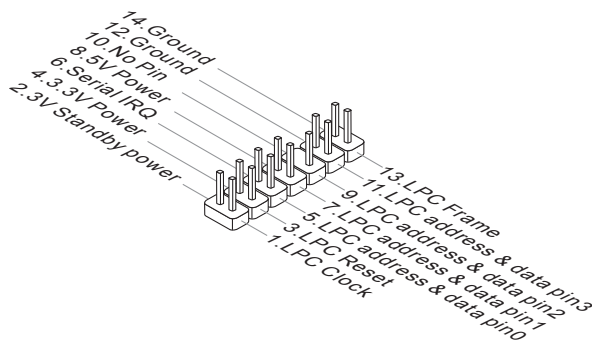 14.Ground
12.Ground
10.No Pin
8.5V Power
6.Serial IRQ
4.3.3V Power
2.3V Standby power
13.LPC Frame
11.LPC address & data pin3
9.LPC address & data pin2
7.LPC address & data pin1
5.LPC address & data pin0
3.LPC Reset
1.LPC Clock